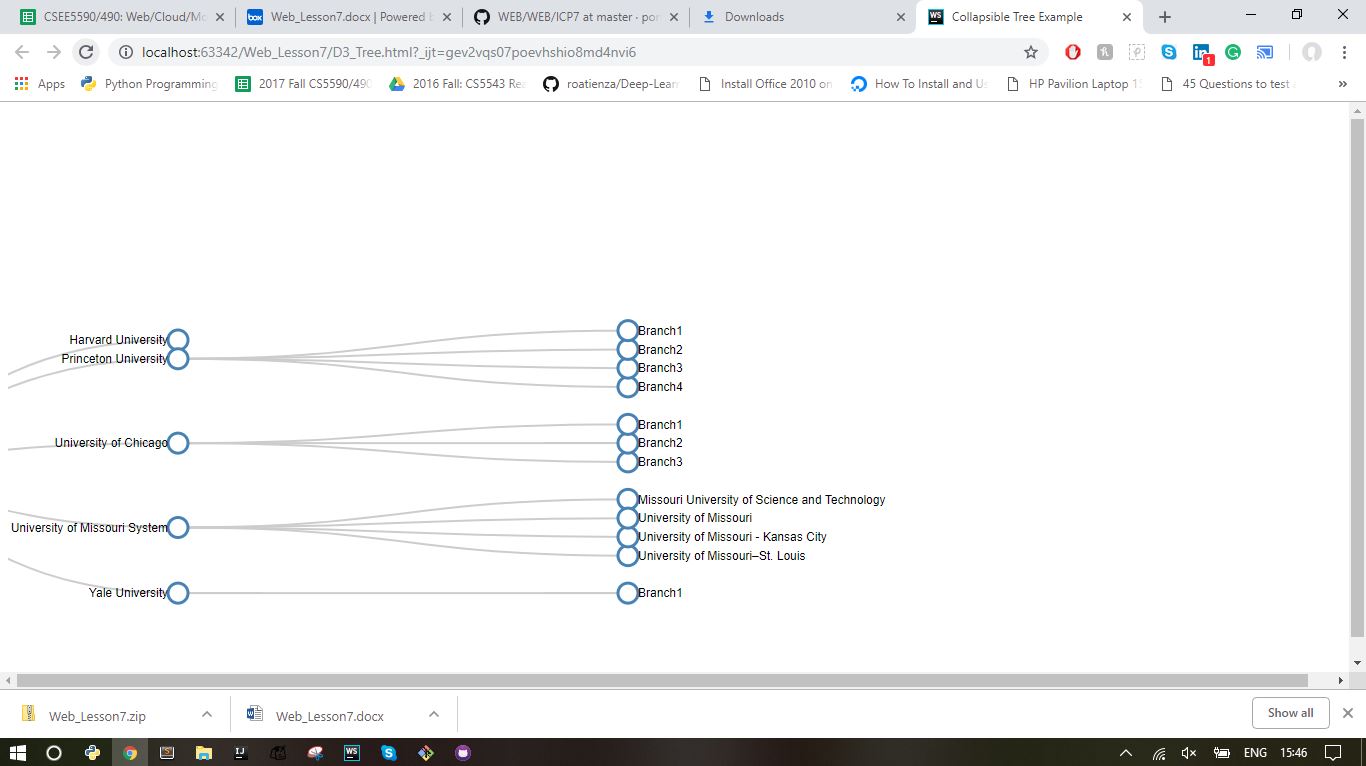 CSEE5590/490: Web/Cloud/Mo
Web_Lesson7.docx | Powered b
WEB/WEB/ICP7 at master · po
Downloads
Collapsible Tree Example
localhost:63342/Web_Lesson7/D3_Tree.html?_ijt=gev2vqs07poevhshio8md4nvi6
1
Apps
Python Programming
2017 Fall CS5590/490
2016 Fall: CS5543 Rea
roatienza/Deep-Learn
Install Office 2010 on
How To Install and Us
HP Pavilion Laptop 15
45 Questions to test a
Harvard University
Princeton University
Branch1
Branch2
Branch3
Branch4
University of Chicago
Branch1
Branch2
Branch3
University of Missouri System
Missouri University of Science and Technology
University of Missouri
University of Missouri - Kansas City
University of Missouri–St. Louis
Yale University
Branch1
Web_Lesson7.zip
Web_Lesson7.docx
Show all
ENG
15:46